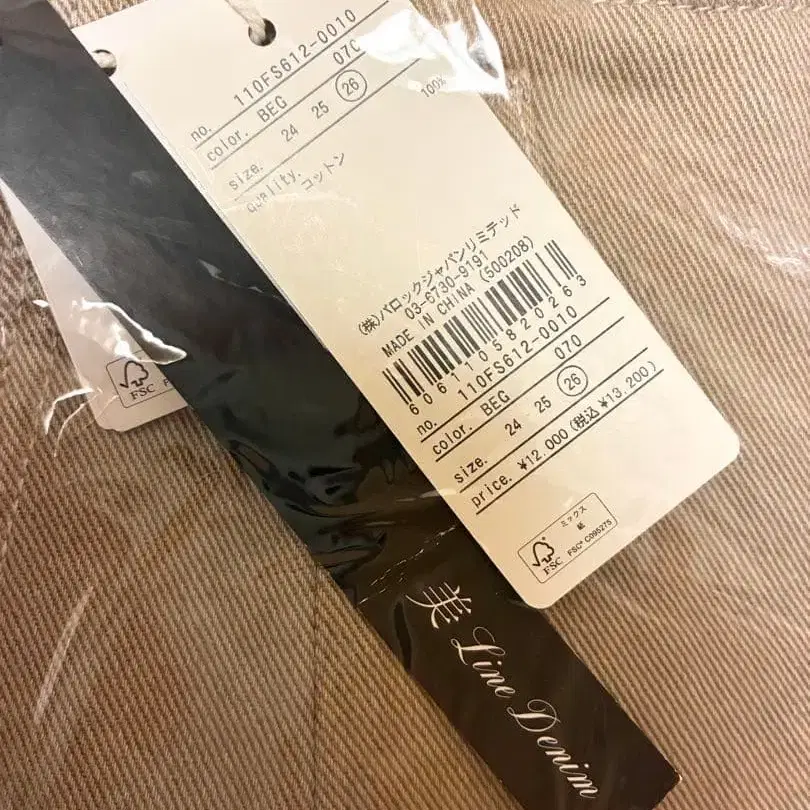 no. 110FS612-0010
color. BEG 070
size. 24 25 26
quality.
コットン 100%
(株)バロックジャパンリミテッド
03-6730-9191
MADE IN CHINA (500208)
6061105820263
no. 110FS612-0010
color. BEG 070
size. 24 25 26
price. ¥12,000(税込 ¥13,200)
ミックス
紙
FSC
FSC® C095275
FSC
美 Line Denim